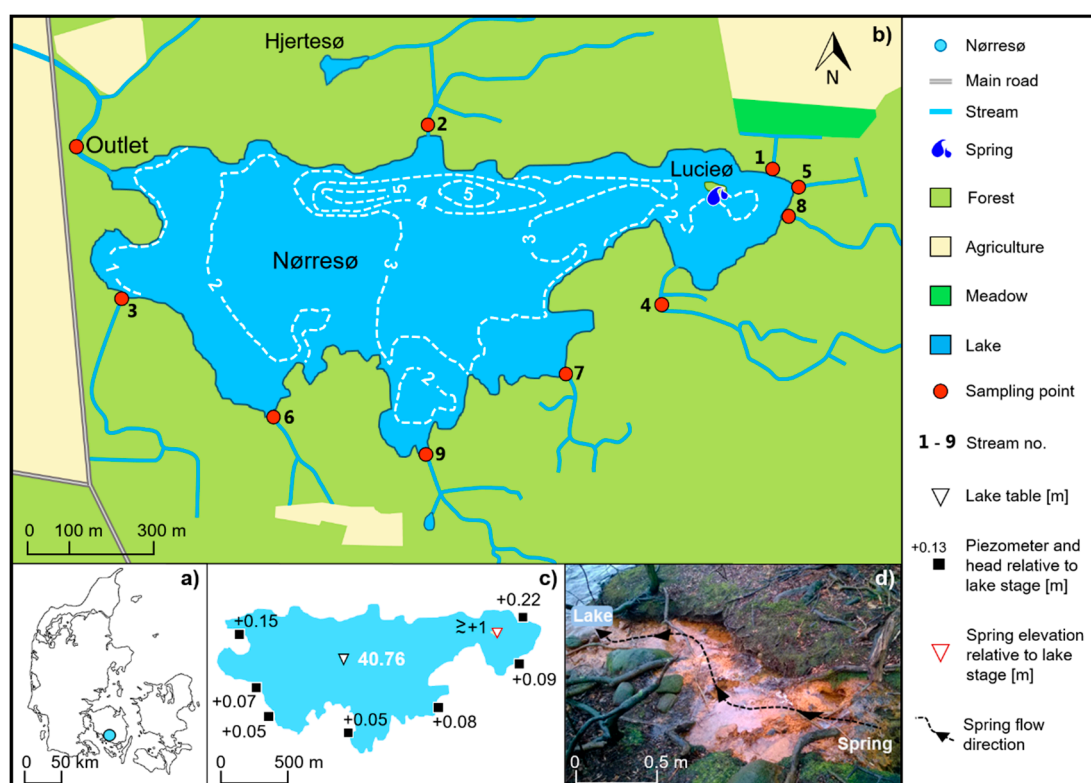 b)
Hjertesø
N
2
Outlet
Lucieø
1
5
8
5
5
4
2
3
Nørresø
3
2
1
3
4
2
7
6
9
0 100 m 300 m
a)
0 50 km
c)
+0.22
+0.15
≥+1
40.76
+0.09
+0.07
+0.05
+0.05
+0.08
0 500 m
d)
Lake
Spring
0 0.5 m
Nørresø
Main road
Stream
Spring
Forest
Agriculture
Meadow
Lake
Sampling point
1 - 9 Stream no.
Lake table [m]
+0.13 Piezometer and
head relative to
lake stage [m]
Spring elevation
relative to lake
stage [m]
Spring flow
direction